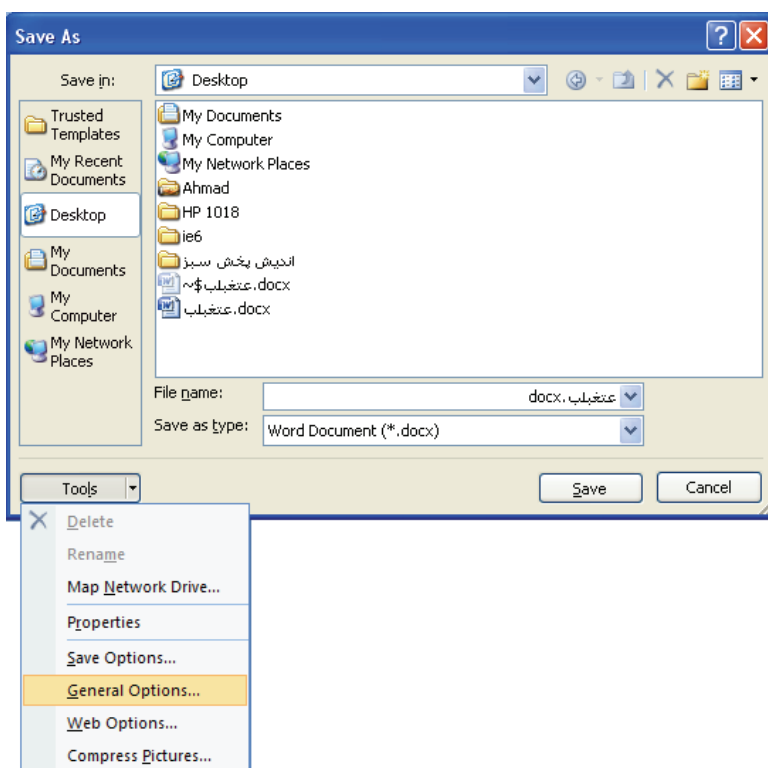 Save As
Save in:
Desktop
Trusted
Templates
My Recent
Documents
Desktop
My
Documents
My
Computer
My Network
Places
My Documents
My Computer
My Network Places
Ahmad
HP 1018
ie6
اندیش پخش سبز
~$عتغبلب.docx
عتغبلب.docx
File name:
عتغبلب.docx
Save as type:
Word Document (*.docx)
Tools
Save
Cancel
Delete
Rename
Map Network Drive...
Properties
Save Options...
General Options...
Web Options...
Compress Pictures...